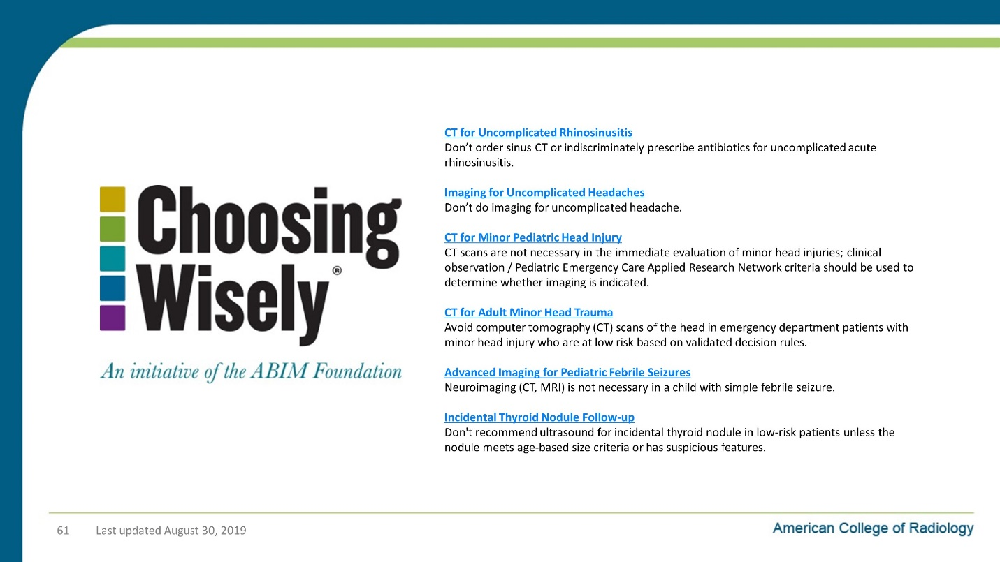 Choosing
Wisely®
An initiative of the ABIM Foundation
CT for Uncomplicated Rhinosinusitis
Don’t order sinus CT or indiscriminately prescribe antibiotics for uncomplicated acute
rhinosinusitis.
Imaging for Uncomplicated Headaches
Don’t do imaging for uncomplicated headache.
CT for Minor Pediatric Head Injury
CT scans are not necessary in the immediate evaluation of minor head injuries; clinical
observation / Pediatric Emergency Care Applied Research Network criteria should be used to
determine whether imaging is indicated.
CT for Adult Minor Head Trauma
Avoid computer tomography (CT) scans of the head in emergency department patients with
minor head injury who are at low risk based on validated decision rules.
Advanced Imaging for Pediatric Febrile Seizures
Neuroimaging (CT, MRI) is not necessary in a child with simple febrile seizure.
Incidental Thyroid Nodule Follow-up
Don't recommend ultrasound for incidental thyroid nodule in low-risk patients unless the
nodule meets age-based size criteria or has suspicious features.
61 Last updated August 30, 2019
American College of Radiology